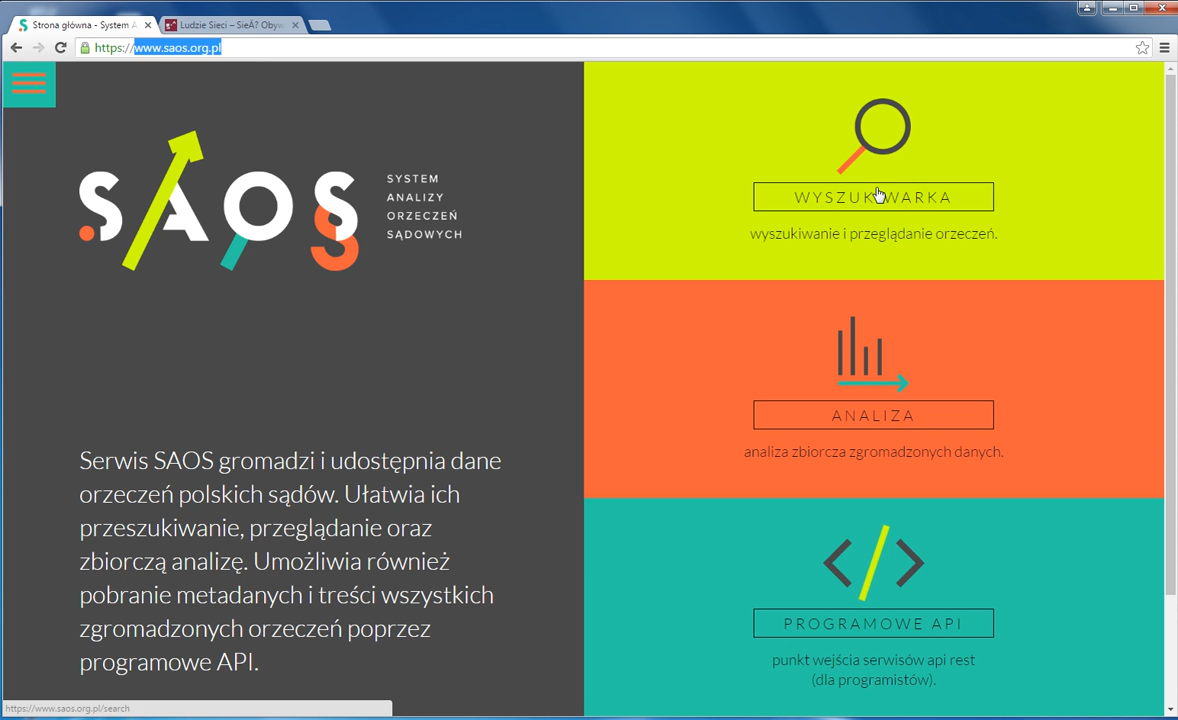 Strona główna - System A
Ludzie Sieci – SieÄ? Obyw
https://www.saos.org.pl
SAOS
SYSTEM
ANALIZY
ORZECZEŃ
SĄDOWYCH
Serwis SAOS gromadzi i udostępnia dane
orzeczeń polskich sądów. Ułatwia ich
przeszukiwanie, przeglądanie oraz
zbiorczą analizę. Umożliwia również
pobranie metadanych i treści wszystkich
zgromadzonych orzeczeń poprzez
programowe API.
WYSZUKIWARKA
wyszukiwanie i przeglądanie orzeczeń.
ANALIZA
analiza zbiorcza zgromadzonych danych.
PROGRAMOWE API
punkt wejścia serwisów api rest
(dla programistów).
https://www.saos.org.pl/search